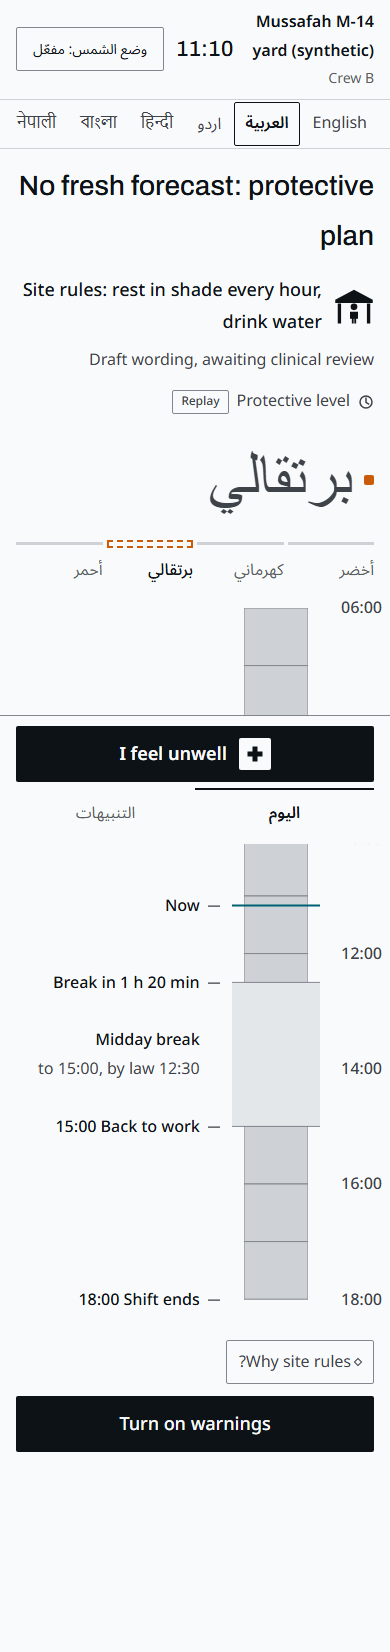 Mussafah M-14
yard (synthetic)
Crew B
11:10
وضع الشمس: مفعّل
English
العربية
اردو
हिन्दी
বাংলা
नेपाली
No fresh forecast: protective
plan
Site rules: rest in shade every hour,
drink water
Draft wording, awaiting clinical review
Protective level
Replay
برتقالي
أخضر
كهرماني
برتقالي
أحمر
06:00
I feel unwell
اليوم
التنبيهات
Now
12:00
Break in 1 h 20 min
Midday break
to 15:00, by law 12:30
14:00
15:00 Back to work
16:00
18:00 Shift ends
18:00
?Why site rules
Turn on warnings